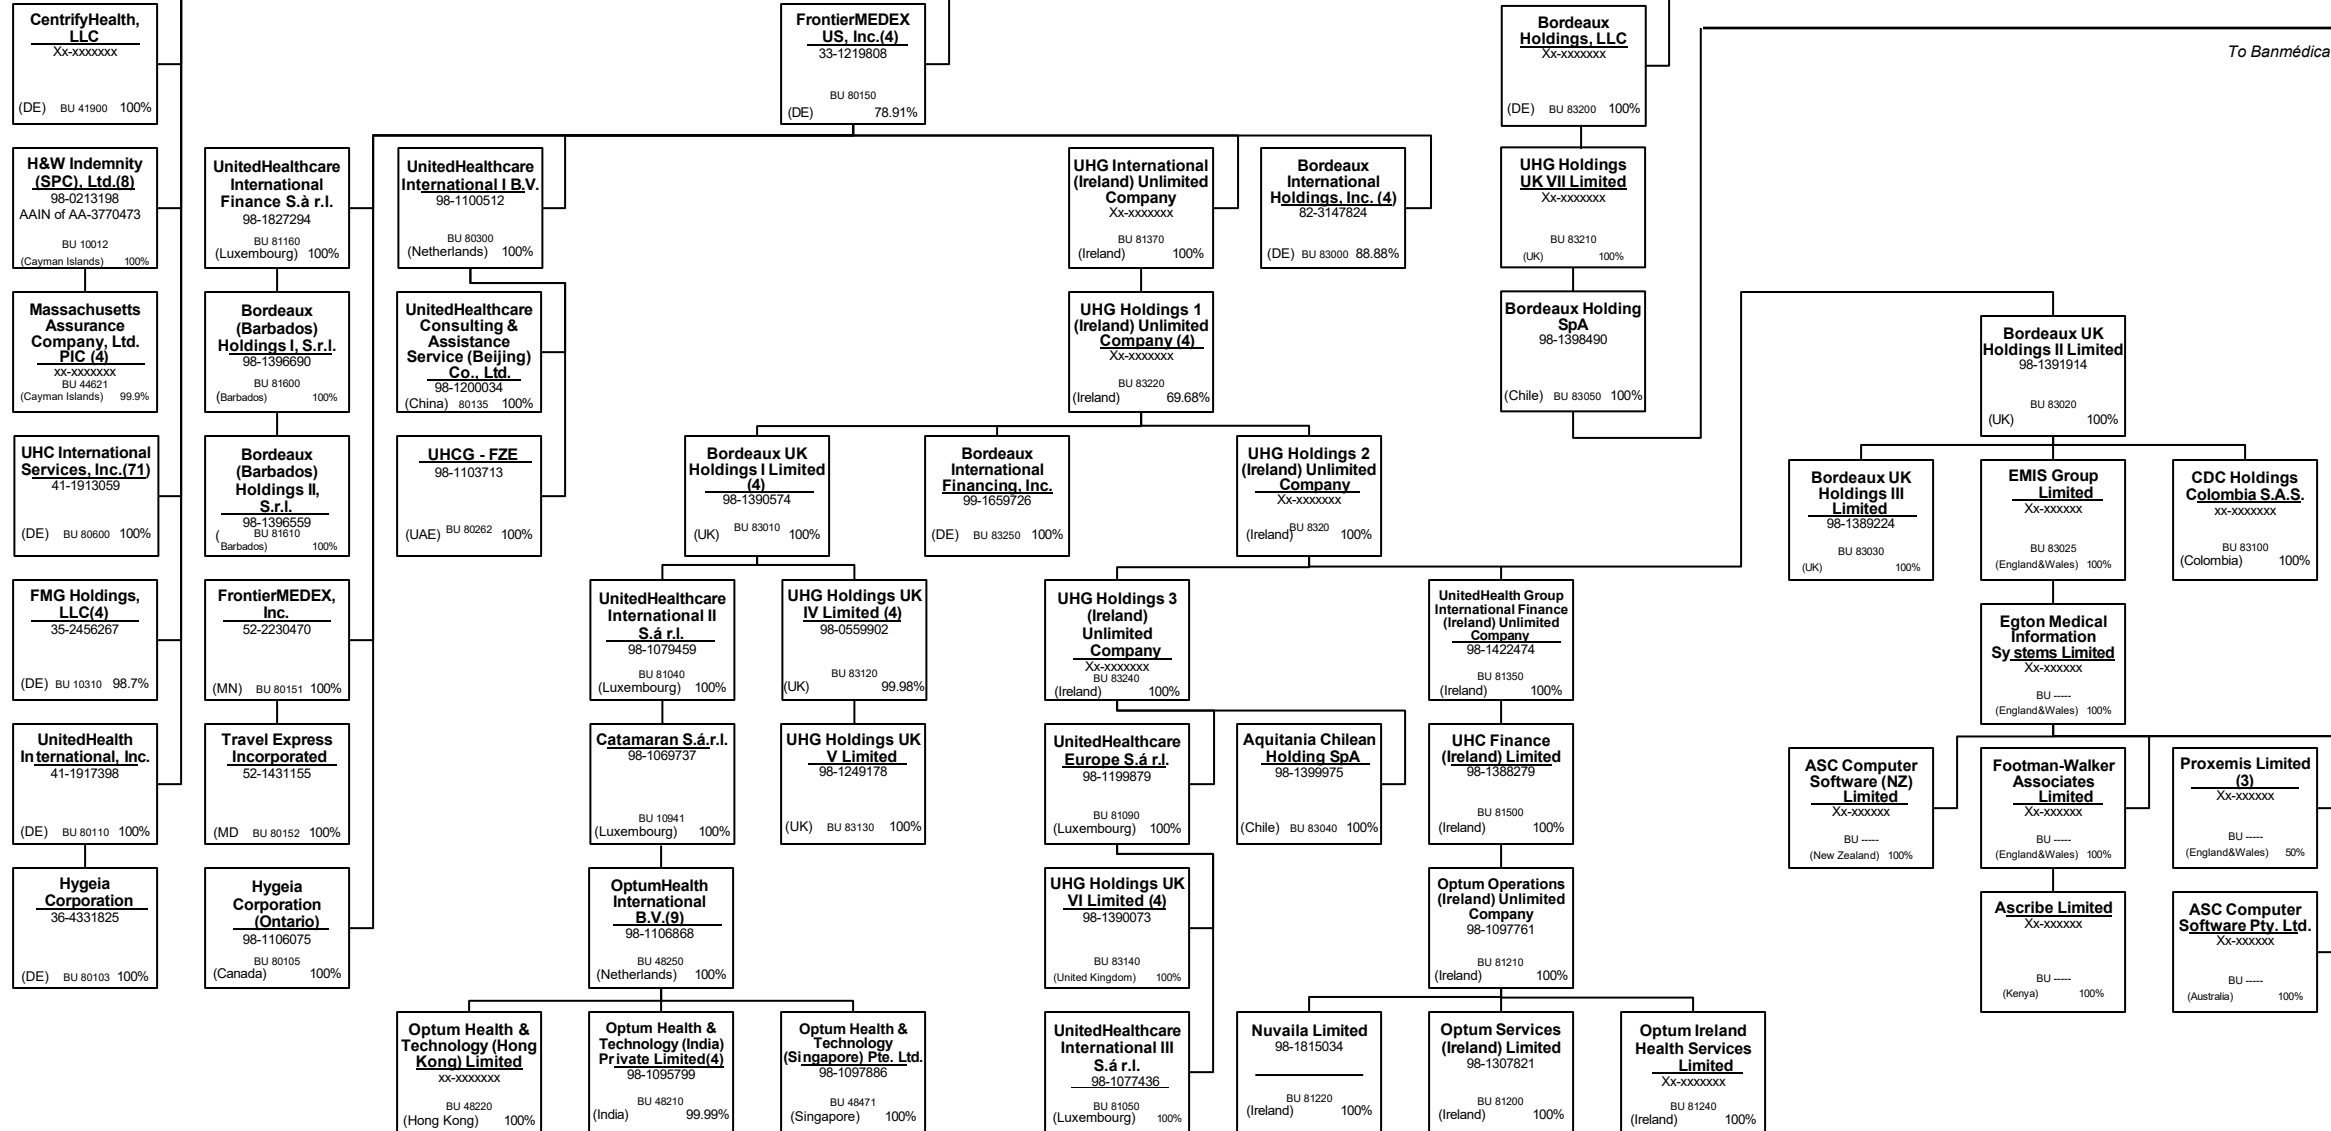 CentrifyHealth,
LLC
Xx-xxxxxxx
(DE) BU 41900 100%
FrontierMEDEX
US, Inc.(4)
33-1219808
BU 80150
(DE) 78.91%
Bordeaux
Holdings, LLC
Xx-xxxxxxx
(DE) BU 83200 100%
To Banmédica
H&W Indemnity
(SPC), Ltd.(8)
98-0213198
AAIN of AA-3770473
BU 10012
(Cayman Islands) 100%
UnitedHealthcare
International
Finance S.à r.l.
98-1827294
BU 81160
(Luxembourg) 100%
UnitedHealthcare
International I B.V.
98-1100512
BU 80300
(Netherlands) 100%
UHG International
(Ireland) Unlimited
Company
Xx-xxxxxxx
BU 81370
(Ireland) 100%
Bordeaux
International
Holdings, Inc. (4)
82-3147824
(DE) BU 83000 88.88%
UHG Holdings
UK VII Limited
Xx-xxxxxxx
BU 83210
(UK) 100%
Massachusetts
Assurance
Company, Ltd.
PIC (4)
xx-xxxxxxx
BU 44621
(Cayman Islands) 99.9%
Bordeaux
(Barbados)
Holdings I, S.r.l.
98-1396690
BU 81600
(Barbados) 100%
UnitedHealthcare
Consulting &
Assistance
Service (Beijing)
Co., Ltd.
98-1200034
(China) 80135 100%
UHG Holdings 1
(Ireland) Unlimited
Company (4)
Xx-xxxxxxx
BU 83220
(Ireland) 69.68%
Bordeaux Holding
SpA
98-1398490
(Chile) BU 83050 100%
Bordeaux UK
Holdings II Limited
98-1391914
BU 83020
(UK) 100%
UHC International
Services, Inc.(71)
41-1913059
(DE) BU 80600 100%
Bordeaux
(Barbados)
Holdings II,
S.r.l.
98-1396559
( BU 81610
Barbados) 100%
UHCG - FZE
98-1103713
(UAE) BU 80262 100%
Bordeaux UK
Holdings I Limited
(4)
98-1390574
(UK) BU 83010 100%
Bordeaux
International
Financing, Inc.
99-1659726
(DE) BU 83250 100%
UHG Holdings 2
(Ireland) Unlimited
Company
Xx-xxxxxxx
(Ireland) BU 8320 100%
Bordeaux UK
Holdings III
Limited
98-1389224
BU 83030
(UK) 100%
EMIS Group
Limited
Xx-xxxxxx
BU 83025
(England&Wales) 100%
CDC Holdings
Colombia S.A.S.
xx-xxxxxxx
BU 83100
(Colombia) 100%
FMG Holdings,
LLC(4)
35-2456267
(DE) BU 10310 98.7%
FrontierMEDEX,
Inc.
52-2230470
(MN) BU 80151 100%
UnitedHealthcare
International II
S.á r.l.
98-1079459
BU 81040
(Luxembourg) 100%
UHG Holdings UK
IV Limited (4)
98-0559902
BU 83120
(UK) 99.98%
UHG Holdings 3
(Ireland)
Unlimited
Company
Xx-xxxxxxx
BU 83240
(Ireland) 100%
UnitedHealth Group
International Finance
(Ireland) Unlimited
Company
98-1422474
BU 81350
(Ireland) 100%
Egton Medical
Information
Systems Limited
Xx-xxxxxx
BU -----
(England&Wales) 100%
UnitedHealth
International, Inc.
41-1917398
(DE) BU 80110 100%
Travel Express
Incorporated
52-1431155
(MD BU 80152 100%
Catamaran S.á.r.l.
98-1069737
BU 10941
(Luxembourg) 100%
UHG Holdings UK
V Limited
98-1249178
(UK) BU 83130 100%
UnitedHealthcare
Europe S.á r.l.
98-1199879
BU 81090
(Luxembourg) 100%
Aquitania Chilean
Holding SpA
98-1399975
(Chile) BU 83040 100%
UHC Finance
(Ireland) Limited
98-1388279
BU 81500
(Ireland) 100%
ASC Computer
Software (NZ)
Limited
Xx-xxxxxx
BU -----
(New Zealand) 100%
Footman-Walker
Associates
Limited
Xx-xxxxxx
BU -----
(England&Wales) 100%
Proxemis Limited
(3)
Xx-xxxxxx
BU -----
(England&Wales) 50%
Hygeia
Corporation
36-4331825
(DE) BU 80103 100%
Hygeia
Corporation
(Ontario)
98-1106075
BU 80105
(Canada) 100%
OptumHealth
International
B.V.(9)
98-1106868
BU 48250
(Netherlands) 100%
UHG Holdings UK
VI Limited (4)
98-1390073
BU 83140
(United Kingdom) 100%
Optum Operations
(Ireland) Unlimited
Company
98-1097761
BU 81210
(Ireland) 100%
Ascribe Limited
Xx-xxxxxx
BU -----
(Kenya) 100%
ASC Computer
Software Pty. Ltd.
Xx-xxxxxx
BU -----
(Australia) 100%
Optum Health &
Technology (Hong
Kong) Limited
xx-xxxxxxx
BU 48220
(Hong Kong) 100%
Optum Health &
Technology (India)
Private Limited(4)
98-1095799
BU 48210
(India) 99.99%
Optum Health &
Technology
(Singapore) Pte. Ltd.
98-1097886
BU 48471
(Singapore) 100%
UnitedHealthcare
International III
S.á r.l.
98-1077436
BU 81050
(Luxembourg) 100%
Nuvaila Limited
98-1815034
BU 81220
(Ireland) 100%
Optum Services
(Ireland) Limited
98-1307821
BU 81200
(Ireland) 100%
Optum Ireland
Health Services
Limited
Xx-xxxxxxx
BU 81240
(Ireland) 100%